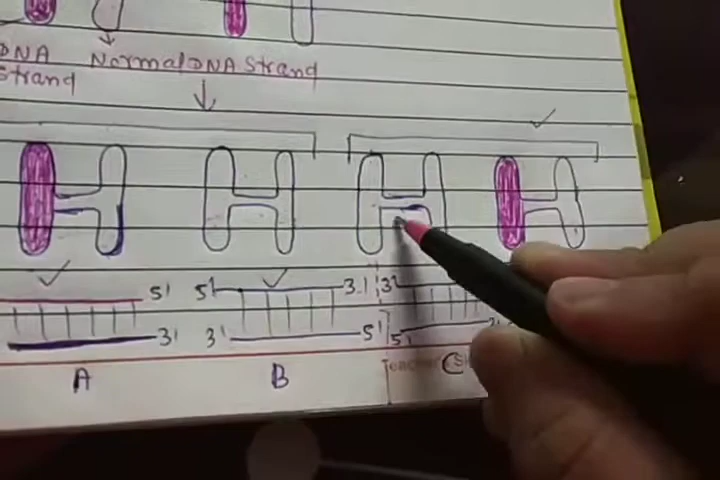 DNA Normal DNA Strand
Strand
5' 5' 3' 3'
3' 3' 5' 5'
A B C